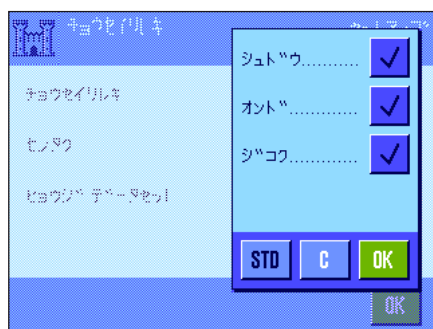 チョウセイリレキ
シュドウ............
オンド..............
ジコク.............
チョウセイリレキ
センタク
ヒョウジ データセット
STD C OK
OK